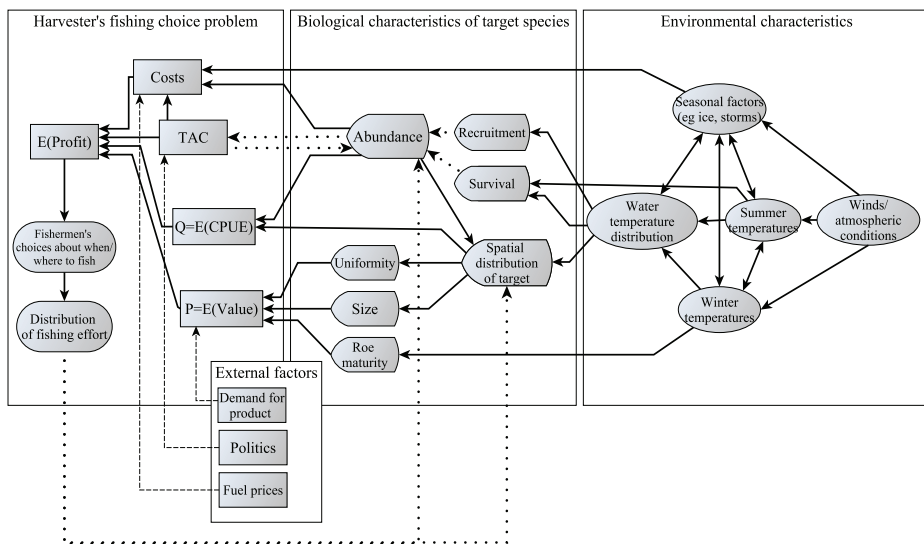 Harvester's fishing choice problem
Biological characteristics of target species
Environmental characteristics
Costs
TAC
E(Profit)
Fishermen's
choices about when/
where to fish
Distribution
of fishing effort
Q=E(CPUE)
P=E(Value)
External factors
Demand for
product
Politics
Fuel prices
Abundance
Recruitment
Survival
Spatial
distribution
of target
Uniformity
Size
Roe
maturity
Seasonal factors
(eg ice, storms)
Water
temperature
distribution
Summer
temperatures
Winds/
atmospheric
conditions
Winter
temperatures